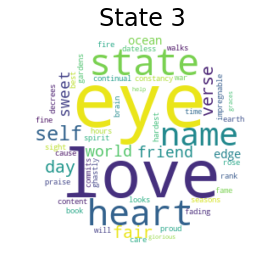 State 3
fire dateless walks
ocean
gardens best continual constancy war
state
sweet decrees brain help impregnable
verse
eye
fine hours spirit hardest time earth
self name
world friend edge
sight cause day ghastly commits looks rose rank
praise love fame
content seasons
book heart fading
will fair proud
care glorious
graces